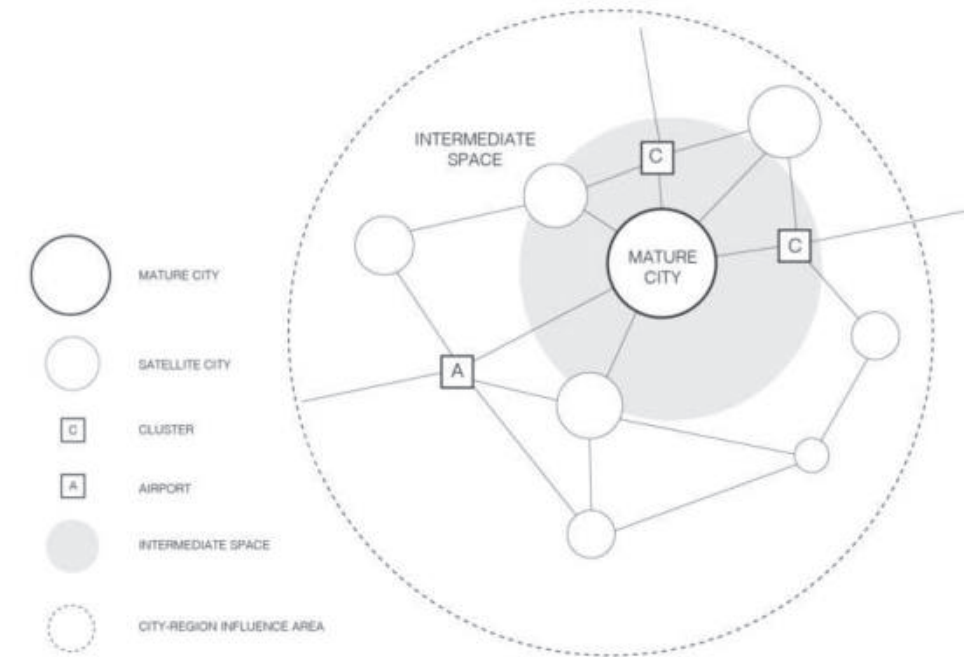 INTERMEDIATE
SPACE
C
C
MATURE
CITY
A
MATURE CITY
SATELLITE CITY
C
CLUSTER
A
AIRPORT
INTERMEDIATE SPACE
CITY-REGION INFLUENCE AREA